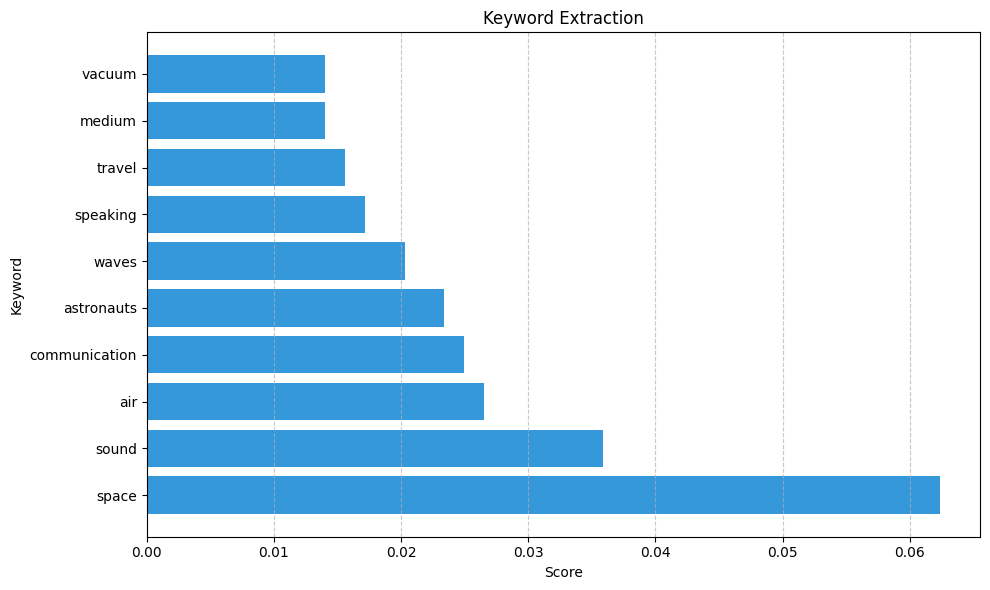 Keyword Extraction
Keyword
vacuum
medium
travel
speaking
waves
astronauts
communication
air
sound
space
0.00 0.01 0.02 0.03 0.04 0.05 0.06
Score